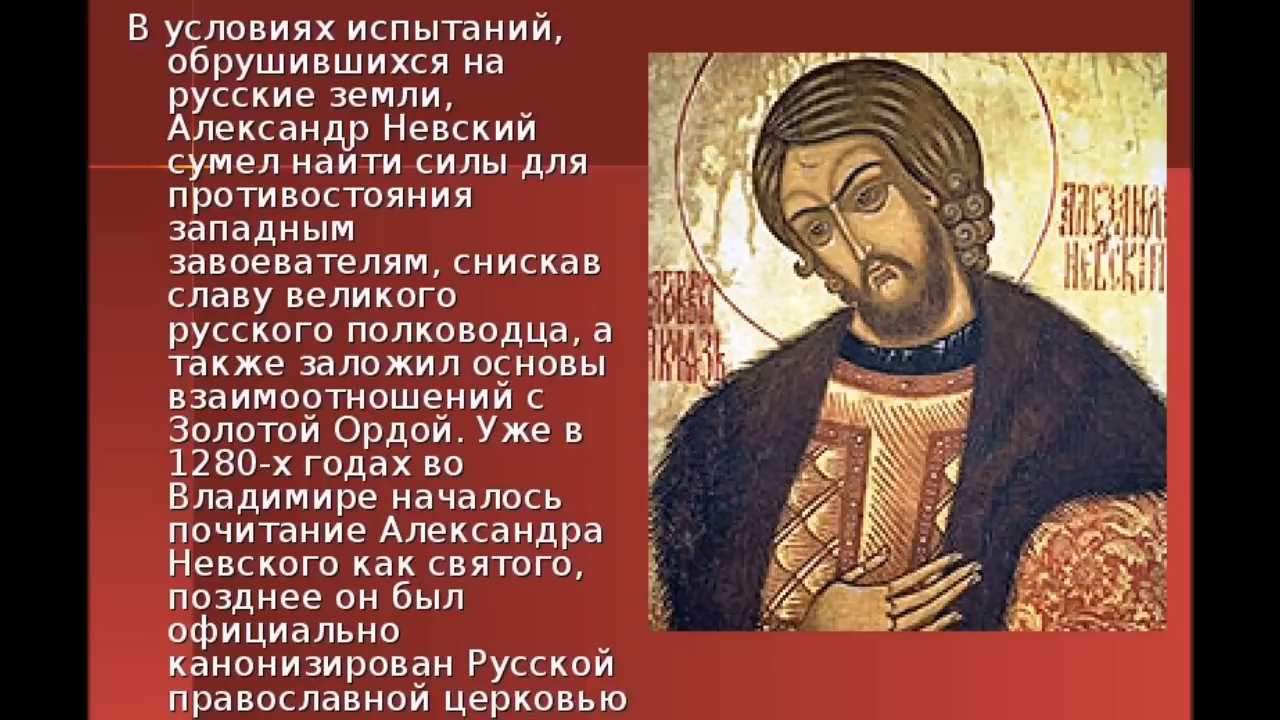 В условиях испытаний,
обрушившихся на
русские земли,
Александр Невский
сумел найти силы для
противостояния
западным
завоевателям, снискав
славу великого
русского полководца, а
также заложил основы
взаимоотношений с
Золотой Ордой. Уже в
1280-х годах во
Владимире началось
почитание Александра
Невского как святого,
позднее он был
официально
канонизирован Русской
православной церковью